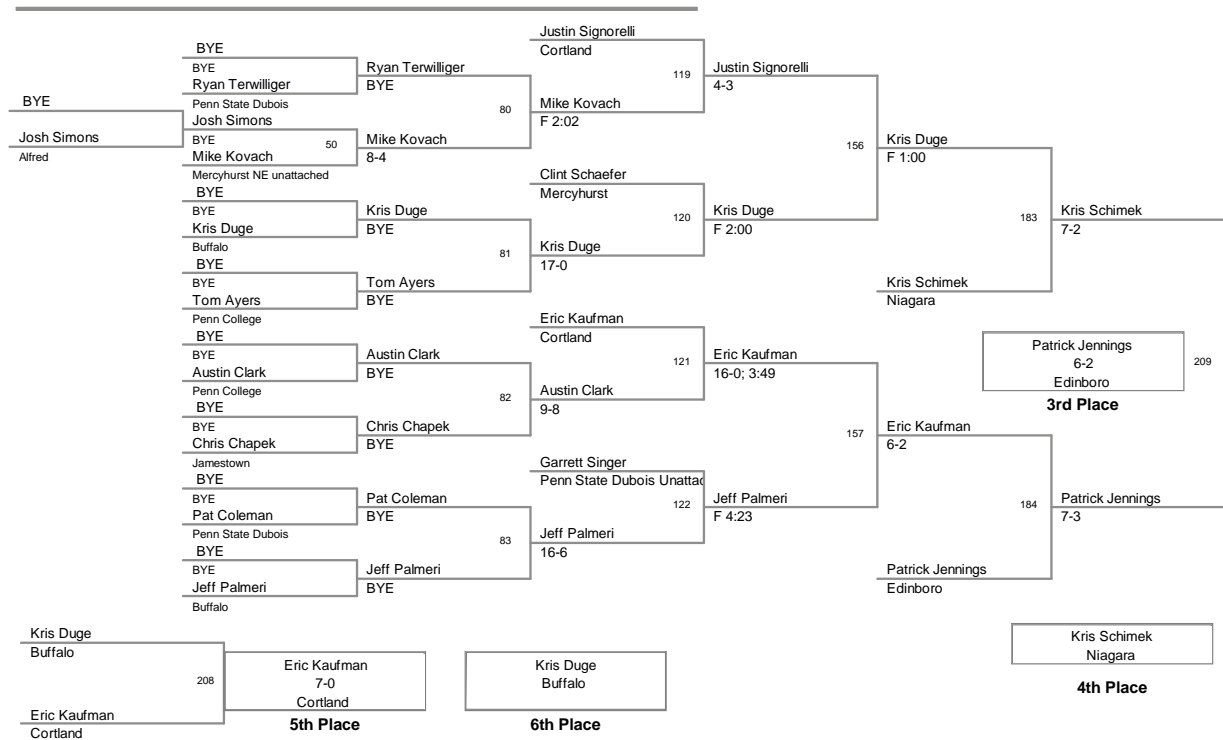 BYE
Josh Simons
Alfred
BYE
BYE
Ryan Terwilliger
Penn State Dubois
Josh Simons
BYE
50
Mike Kovach
Mercyhurst NE unattached
BYE
BYE
Kris Duge
Buffalo
BYE
BYE
Tom Ayers
Penn College
BYE
BYE
Austin Clark
Penn College
BYE
BYE
Chris Chapek
Jamestown
BYE
BYE
Pat Coleman
Penn State Dubois
BYE
BYE
Jeff Palmeri
Buffalo
Ryan Terwilliger
BYE
80
Mike Kovach
8-4
Kris Duge
BYE
81
Tom Ayers
BYE
Austin Clark
BYE
82
Chris Chapek
BYE
Pat Coleman
BYE
83
Jeff Palmeri
BYE
Justin Signorelli
Cortland
119
Mike Kovach
F 2:02
Clint Schaefer
Mercyhurst
120
Kris Duge
17-0
Eric Kaufman
Cortland
121
Austin Clark
9-8
Garrett Singer
Penn State Dubois Unattac
122
Jeff Palmeri
16-6
Justin Signorelli
4-3
156
Kris Duge
F 2:00
Eric Kaufman
16-0; 3:49
157
Jeff Palmeri
F 4:23
Kris Duge
F 1:00
183
Kris Schimek
Niagara
Eric Kaufman
6-2
184
Patrick Jennings
Edinboro
Kris Schimek
7-2
Patrick Jennings
6-2
Edinboro
209
3rd Place
Patrick Jennings
7-3
Kris Schimek
Niagara
4th Place
Kris Duge
Buffalo
208
Eric Kaufman
Cortland
Eric Kaufman
7-0
Cortland
5th Place
Kris Duge
Buffalo
6th Place